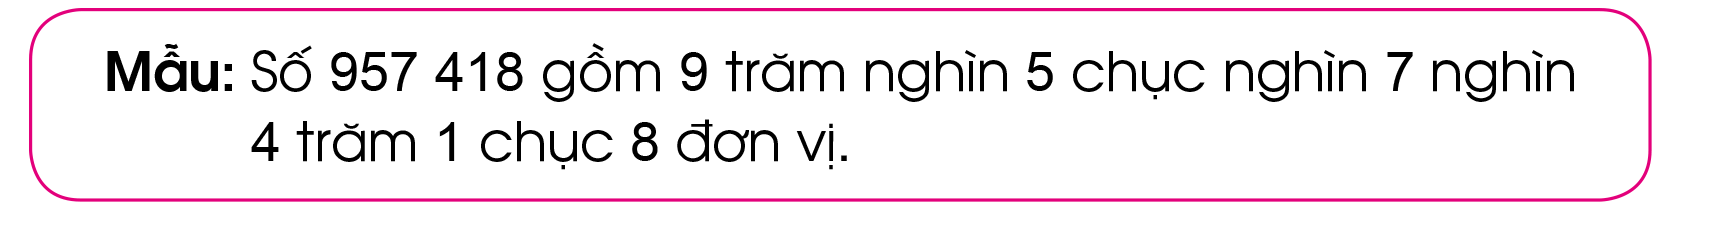 Mẫu: Số 957 418 gồm 9 trăm nghìn 5 chục nghìn 7 nghìn
4 trăm 1 chục 8 đơn vị.